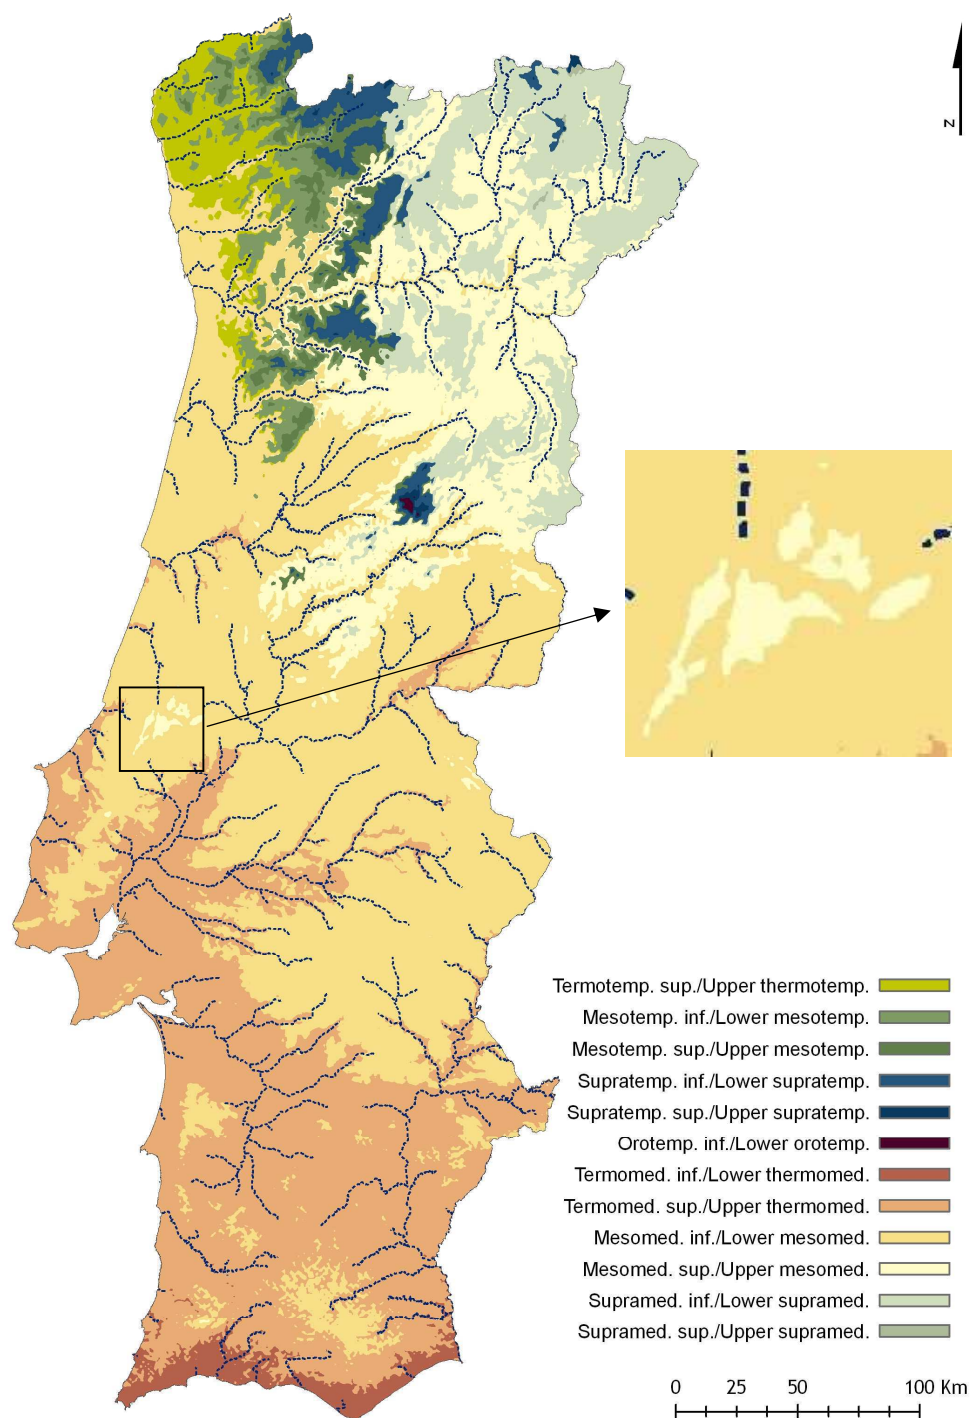 z
Termotemp. sup./Upper thermotemp.
Mesotemp. inf./Lower mesotemp.
Mesotemp. sup./Upper mesotemp.
Supratemp. inf./Lower supratemp.
Supratemp. sup./Upper supratemp.
Orotemp. inf./Lower orotemp.
Termomed. inf./Lower thermomed.
Termomed. sup./Upper thermomed.
Mesomed. inf./Lower mesomed.
Mesomed. sup./Upper mesomed.
Supramed. inf./Lower supramed.
Supramed. sup./Upper supramed.
0 25 50 100 Km